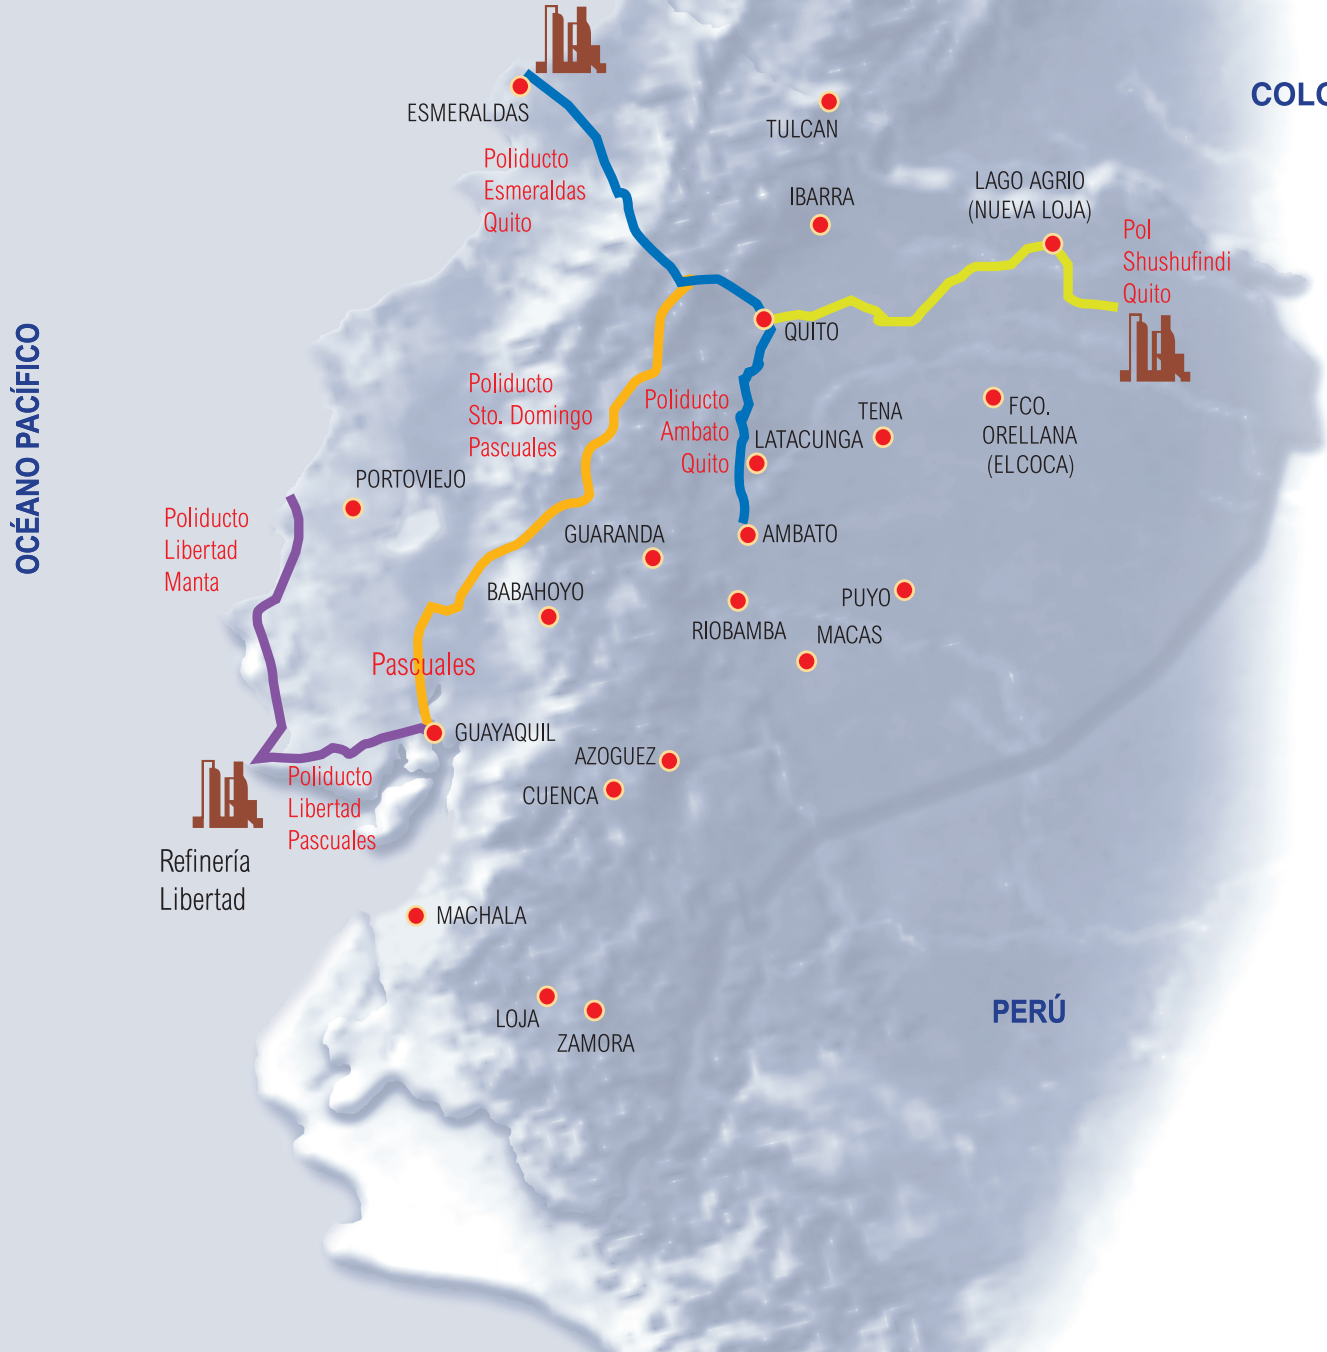 COLO
ESMERALDAS
TULCAN
Poliducto
Esmeraldas
Quito
IBARRA
LAGO AGRIO
(NUEVA LOJA)
Pol
Shushufindi
Quito
QUITO
OCÉANO PACÍFICO
Poliducto
Sto. Domingo
Pascuales
Poliducto
Ambato
Quito
LATACUNGA
TENA
FCO.
ORELLANA
(EL COCA)
PORTOVIEJO
Poliducto
Libertad
Manta
GUARANDA
AMBATO
BABAHOYO
RIOBAMBA
PUYO
MACAS
Pascuales
GUAYAQUIL
AZOGUEZ
CUENCA
Poliducto
Libertad
Pascuales
Refinería
Libertad
MACHALA
LOJA
ZAMORA
PERÚ